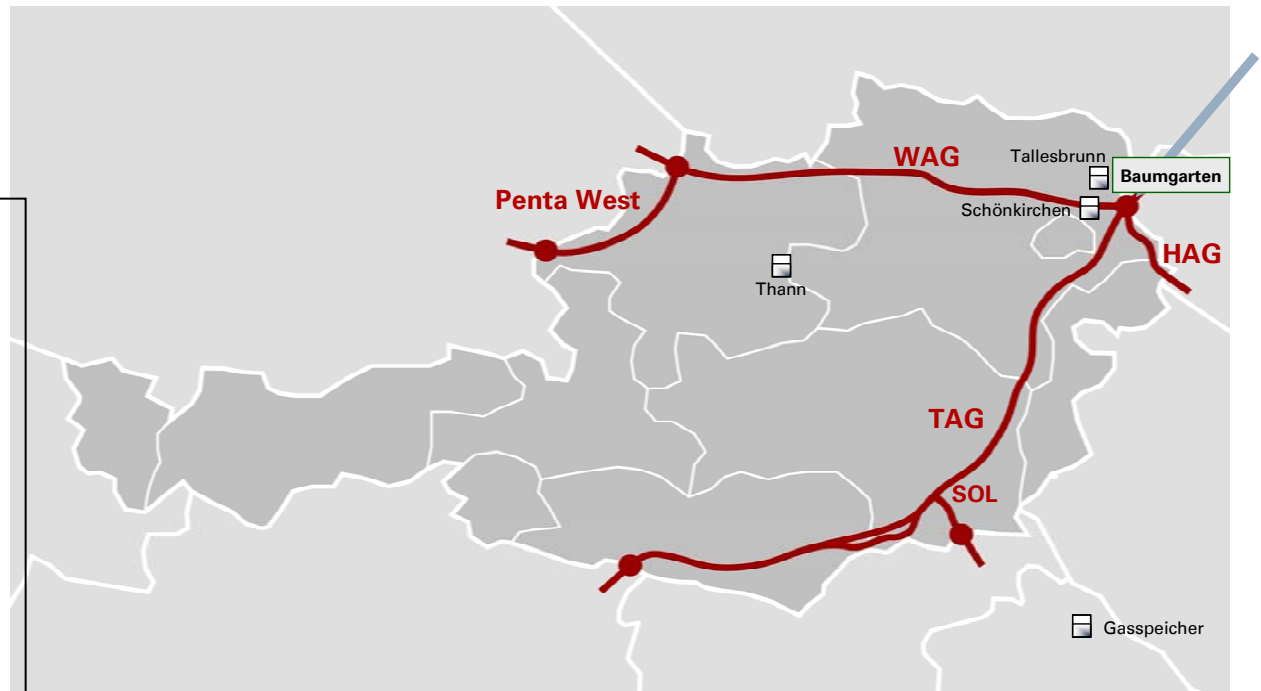 WAG
Tallesbrunn
Baumgarten
Penta West
Schönkirchen
HAG
Thann
TAG
SOL
Gasspeicher